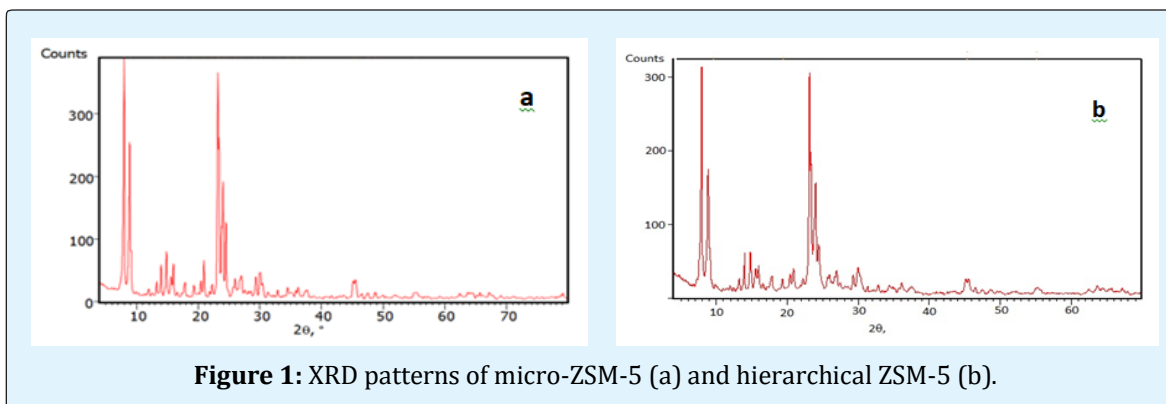 Counts
a
300
200
100
0
10 20 30 40 50 60 70
2θ, °
Counts
b
300
200
100
10 20 30 40 50 60
2θ,
Figure 1: XRD patterns of micro-ZSM-5 (a) and hierarchical ZSM-5 (b).